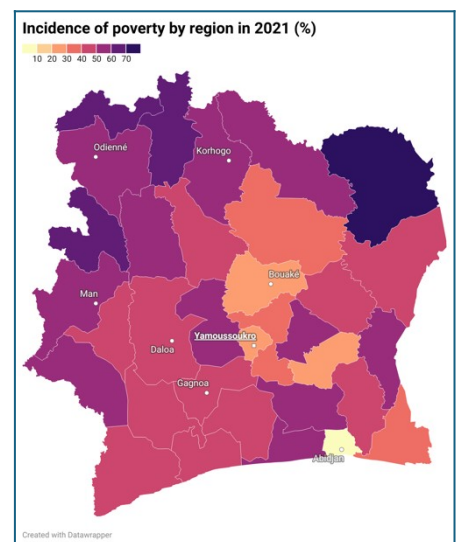 Incidence of poverty by region in 2021 (%)
10 20 30 40 50 60 70
Odienné
Korhogo
Bouaké
Man
Yamoussoukro
Daloa
Gagnoa
Abidjan
Created with Datawrapper